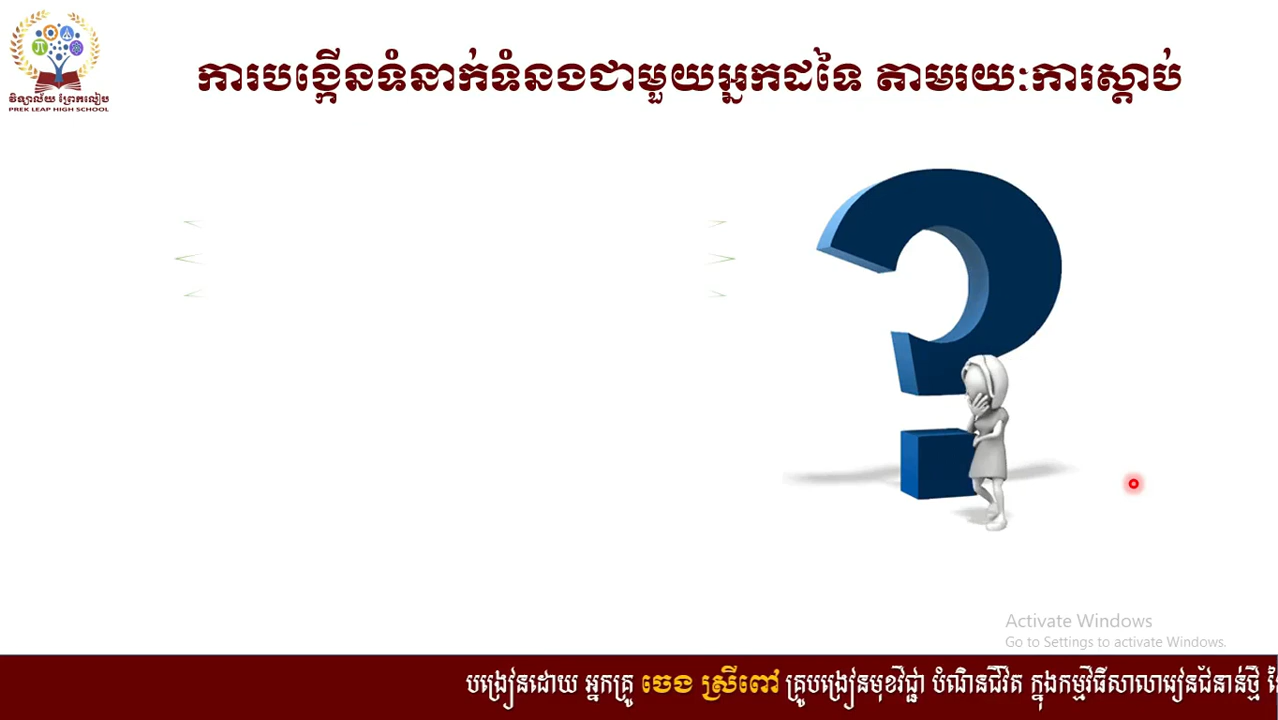 វិទ្យាល័យ ព្រែកលៀប
PREK LEAP HIGH SCHOOL
ការបង្កើនទំនាក់ទំនងជាមួយអ្នកដទៃ តាមរយៈការស្តាប់
Activate Windows
Go to Settings to activate Windows.
បង្រៀនដោយ អ្នកគ្រូ ចេង ស្រីពៅ គ្រូបង្រៀនមុខវិជ្ជា បំណិនជីវិត ក្នុងកម្មវិធីសាលារៀនជំនាន់ថ្មី